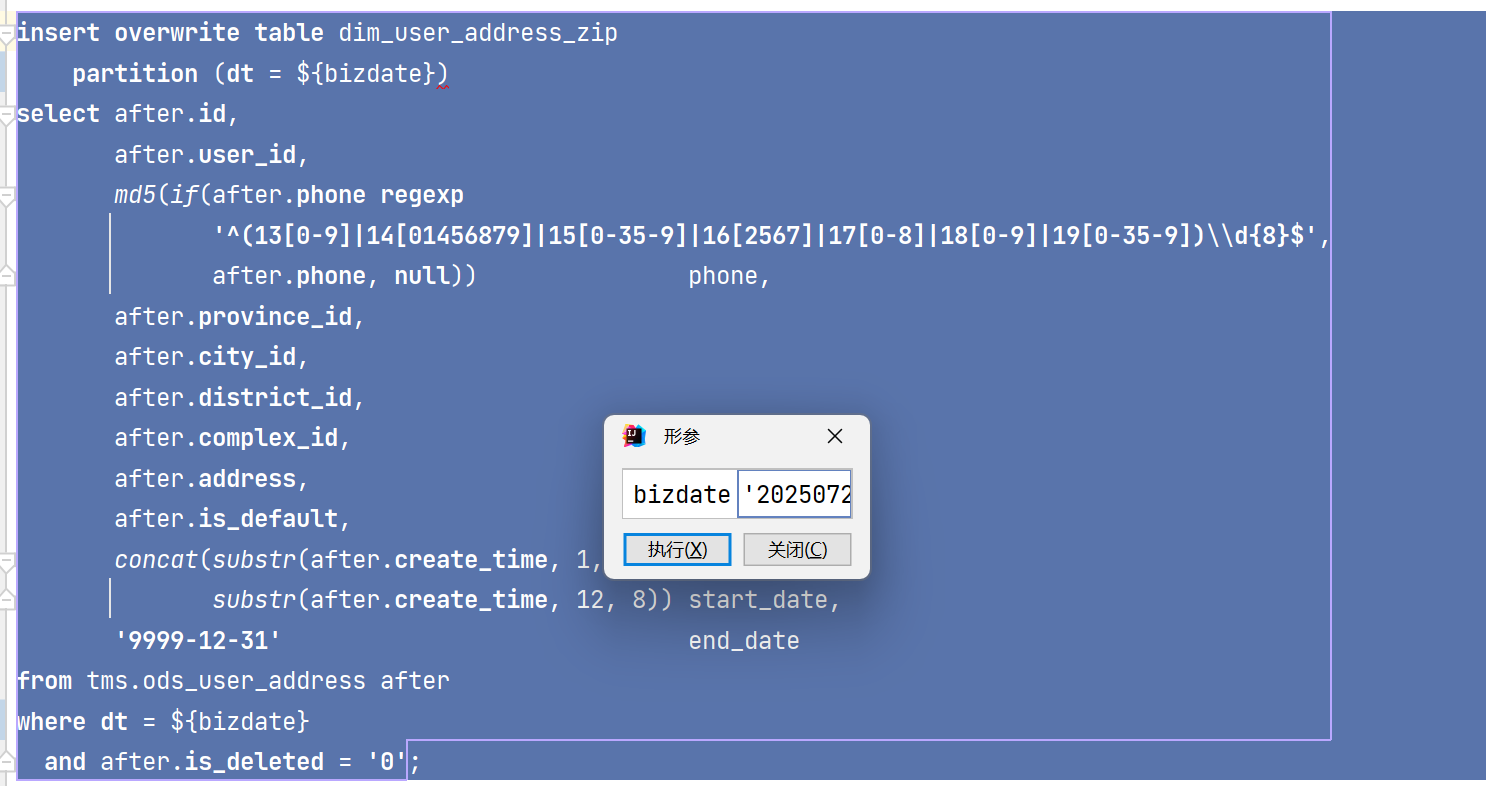 insert overwrite table dim_user_address_zip
    partition (dt = ${bizdate})
select after.id,
       after.user_id,
       md5(if(after.phone regexp
              '^(13[0-9]|14[01456879]|15[0-35-9]|16[2567]|17[0-8]|18[0-9]|19[0-35-9])\\d{8}$',
              after.phone, null))               phone,
       after.province_id,
       after.city_id,
       after.district_id,
       after.complex_id,
       after.address,
       after.is_default,
       concat(substr(after.create_time, 1,
              substr(after.create_time, 12, 8)) start_date,
       '9999-12-31'                             end_date
from tms.ods_user_address after
where dt = ${bizdate}
  and after.is_deleted = '0';
形参
bizdate '2025072
执行(X) 关闭(C)